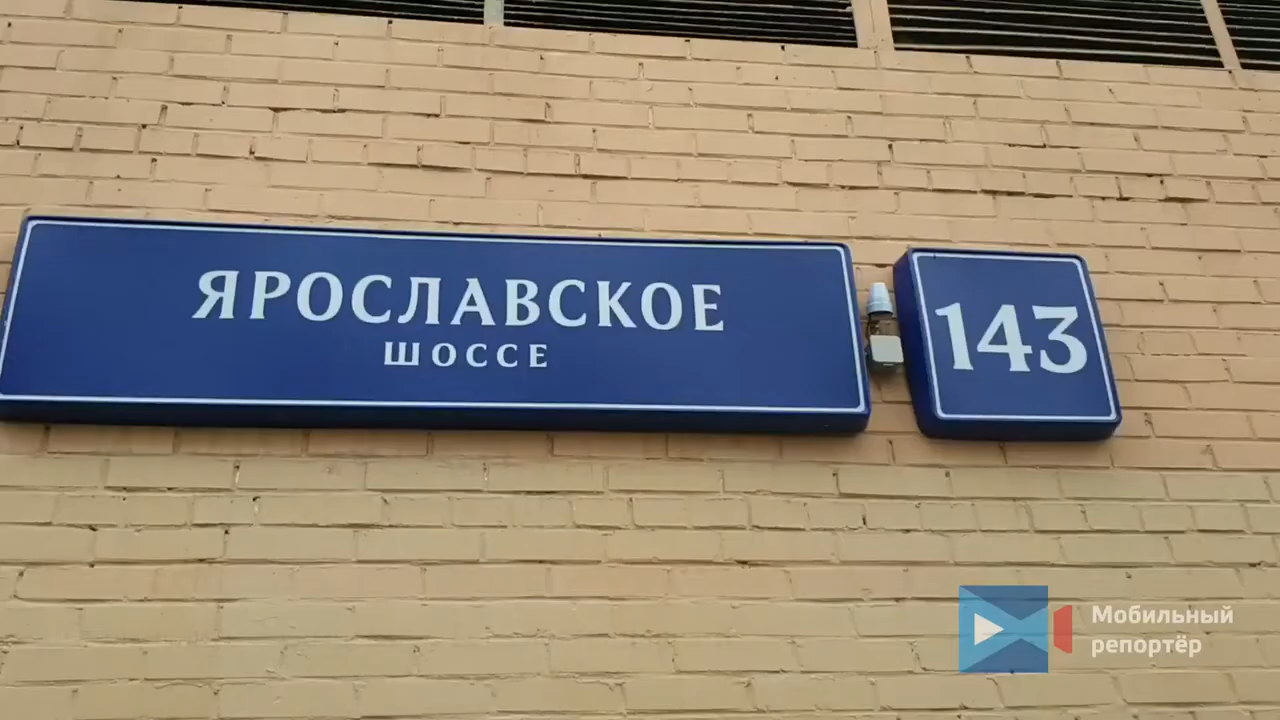 ЯРОСЛАВСКОЕ
ШОССЕ
143
Мобильный
репортёр